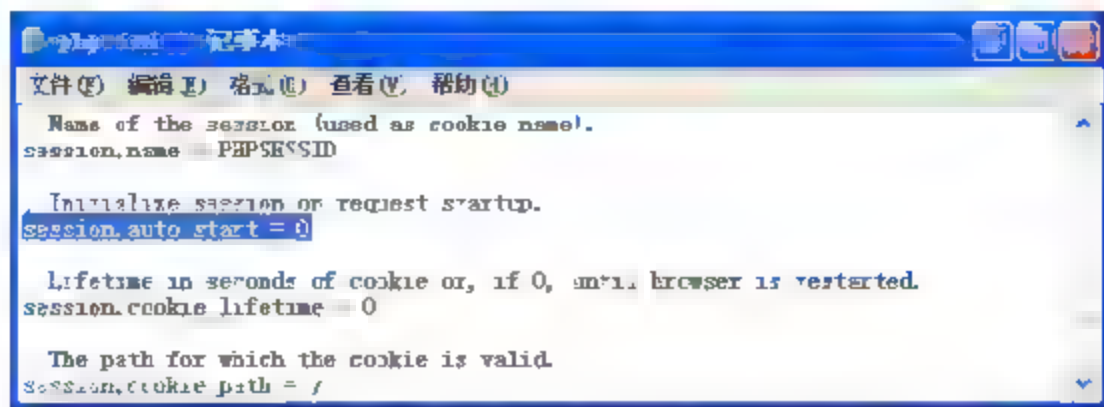 记事本
文件(F) 编辑(E) 格式(O) 查看(V) 帮助(H)
Name of the session (used as cookie name).
session.name = PHPSESSID
; Initialize session on request startup.
session.auto_start = 0
Lifetime in seconds of cookie or, if 0, until browser is restarted.
session.cookie_lifetime = 0
The path for which the cookie is valid.
session.cookie_path = /